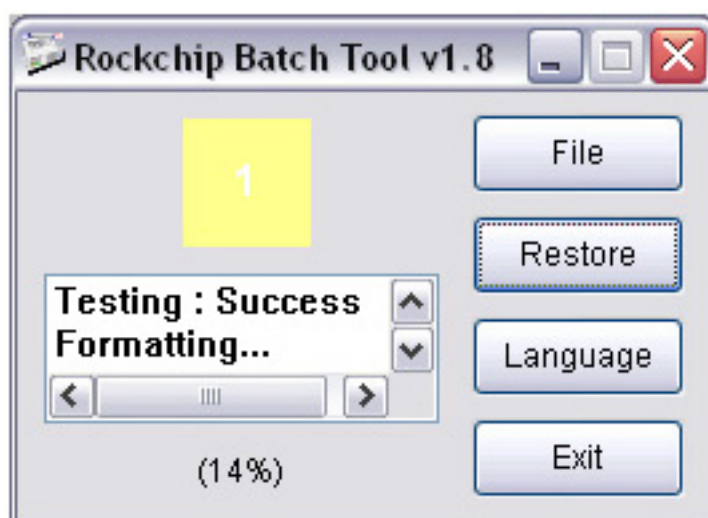 Rockchip Batch Tool v1.8
1
File
Restore
Testing : Success
Formatting...
Language
Exit
(14%)